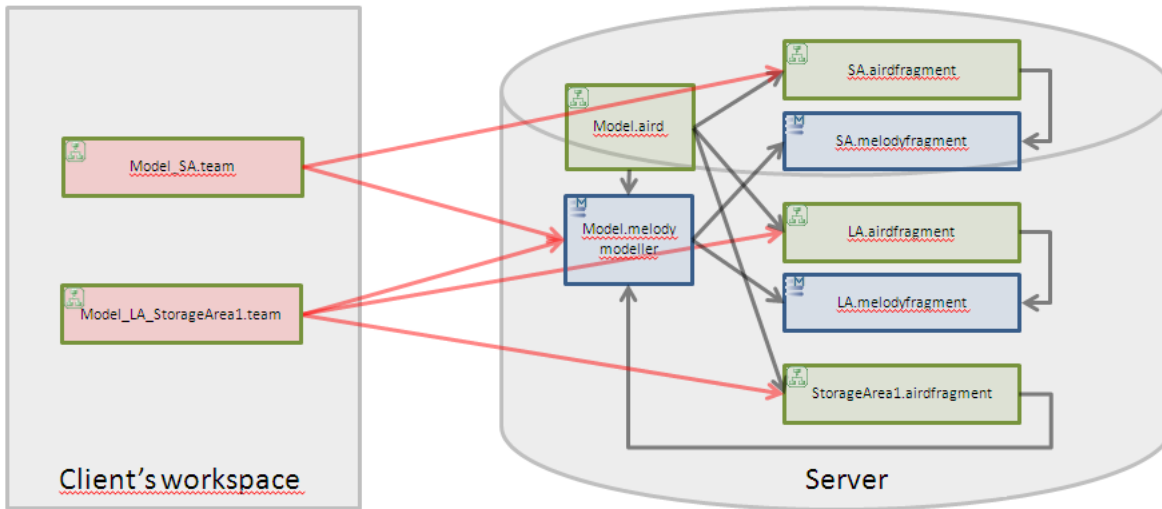 SA.airdfragment
Model.aird
SA.melodyfragment
Model_SA.team
Model.melody
modeller
LA.airdfragment
Model_LA_StorageArea1.team
LA.melodyfragment
StorageArea1.airdfragment
Client's workspace
Server